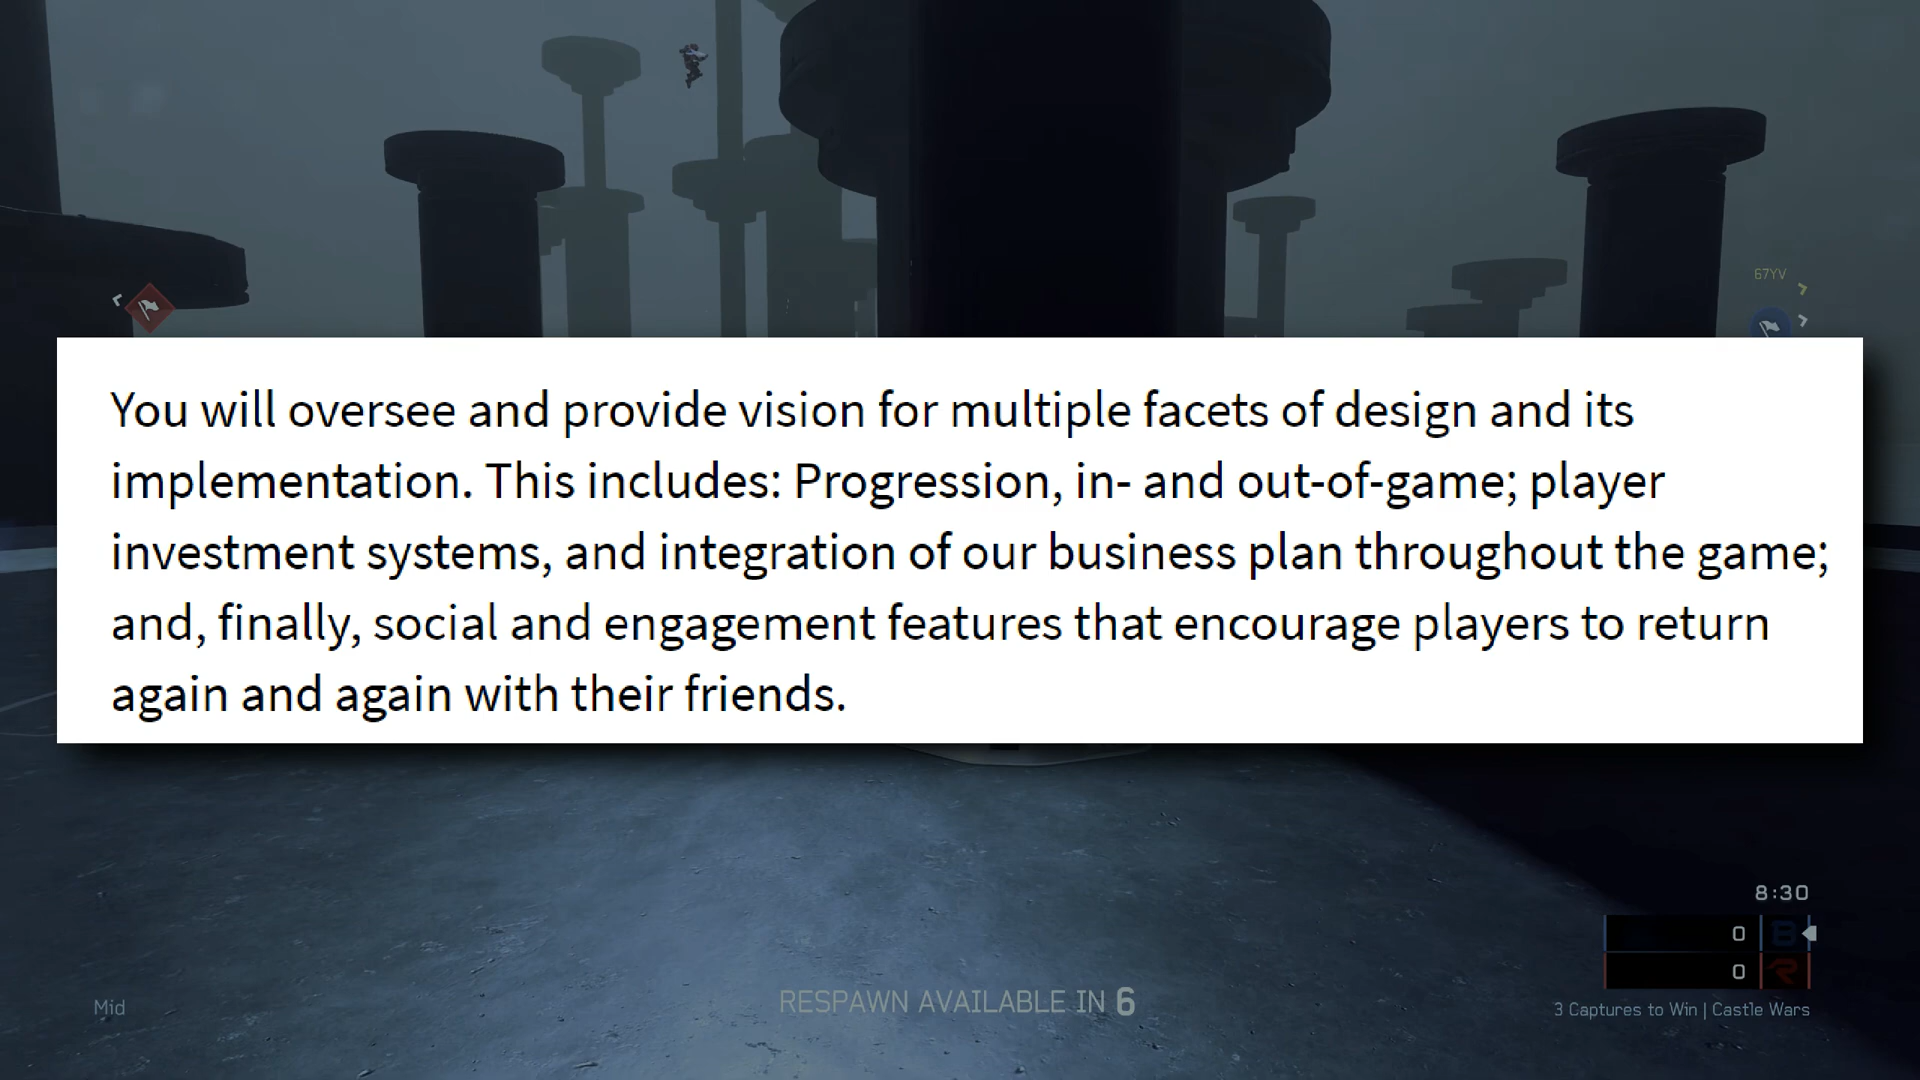 67YV
You will oversee and provide vision for multiple facets of design and its
implementation. This includes: Progression, in- and out-of-game; player
investment systems, and integration of our business plan throughout the game;
and, finally, social and engagement features that encourage players to return
again and again with their friends.
8:30
0 B
0 R
Mid
RESPAWN AVAILABLE IN 6
3 Captures to Win | Castle Wars